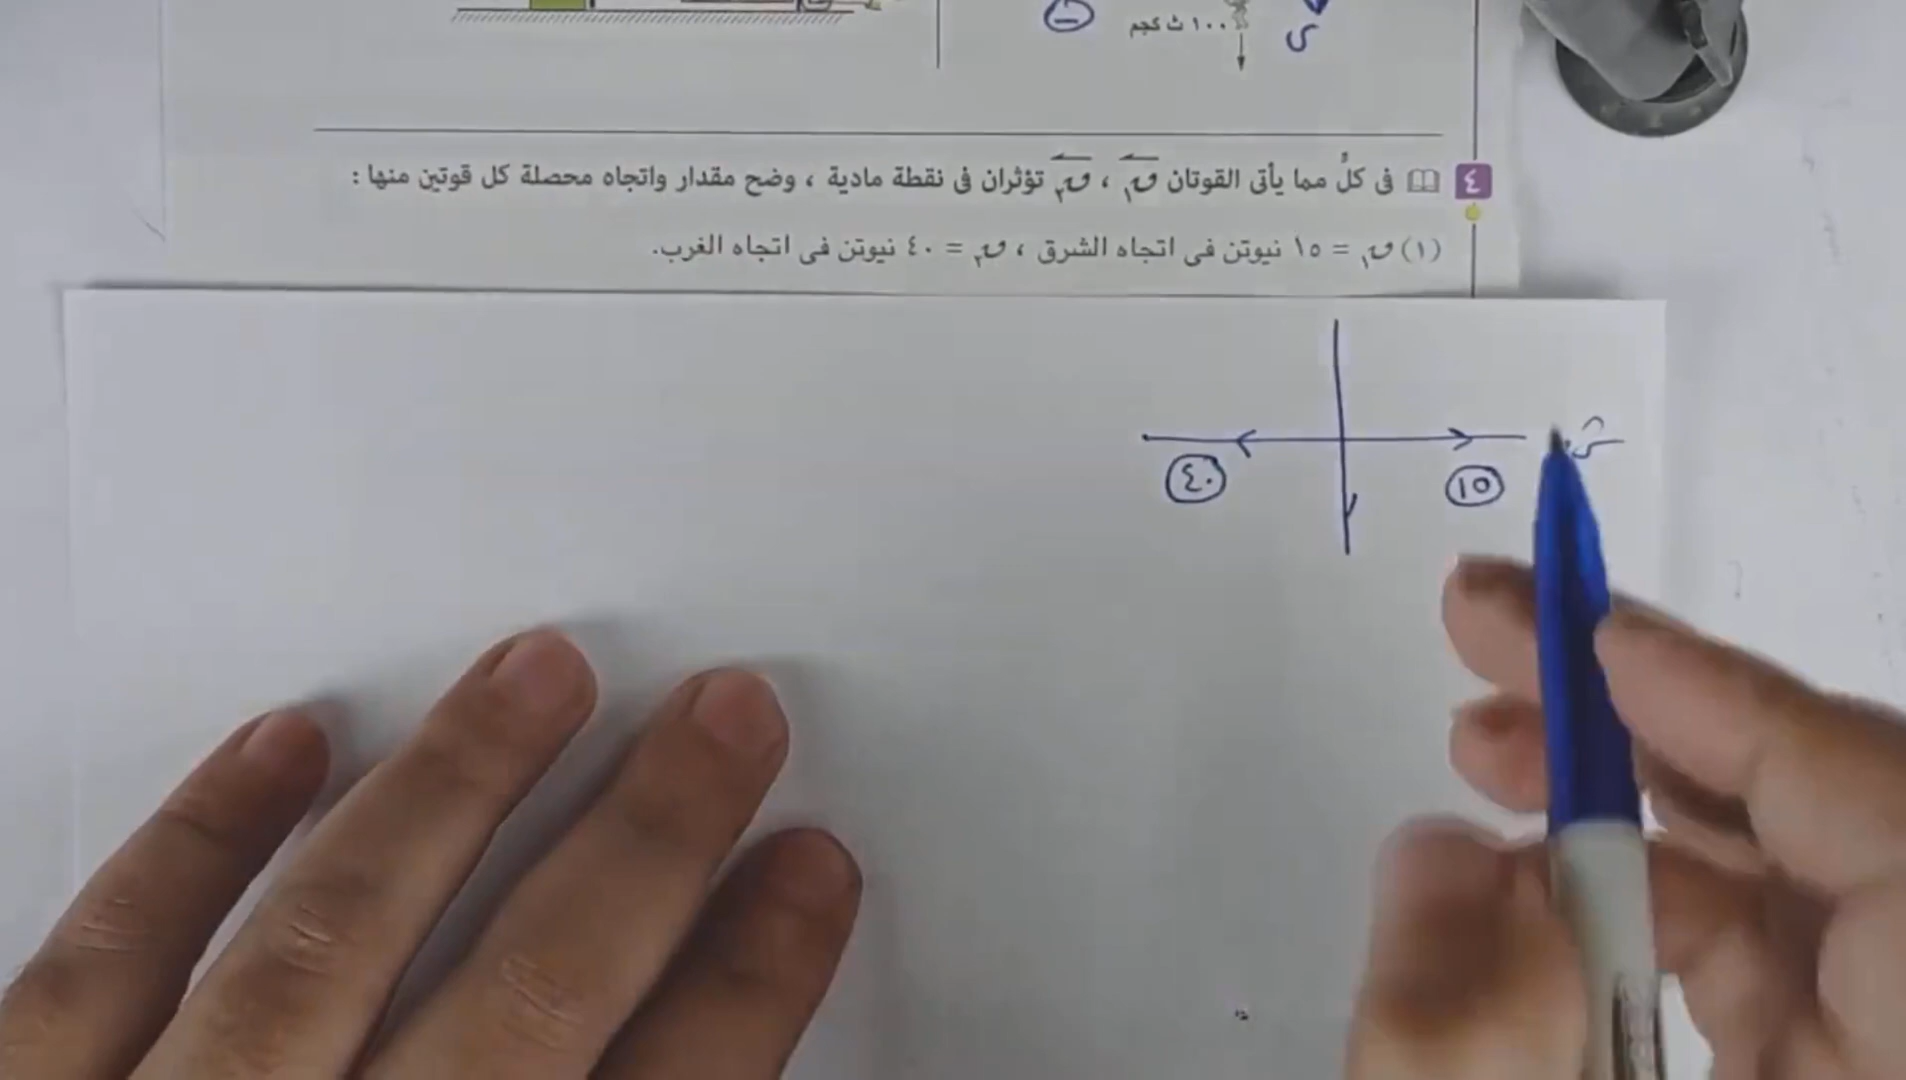 ١٠٠ ث كجم
٤ فى كلٍّ مما يأتى القوتان ق١ ، ق٢ تؤثران فى نقطة مادية ، وضح مقدار واتجاه محصلة كل قوتين منها :
(١) ق١ = ١٥ نيوتن فى اتجاه الشرق ، ق٢ = ٤٠ نيوتن فى اتجاه الغرب.
٤٠
١٥